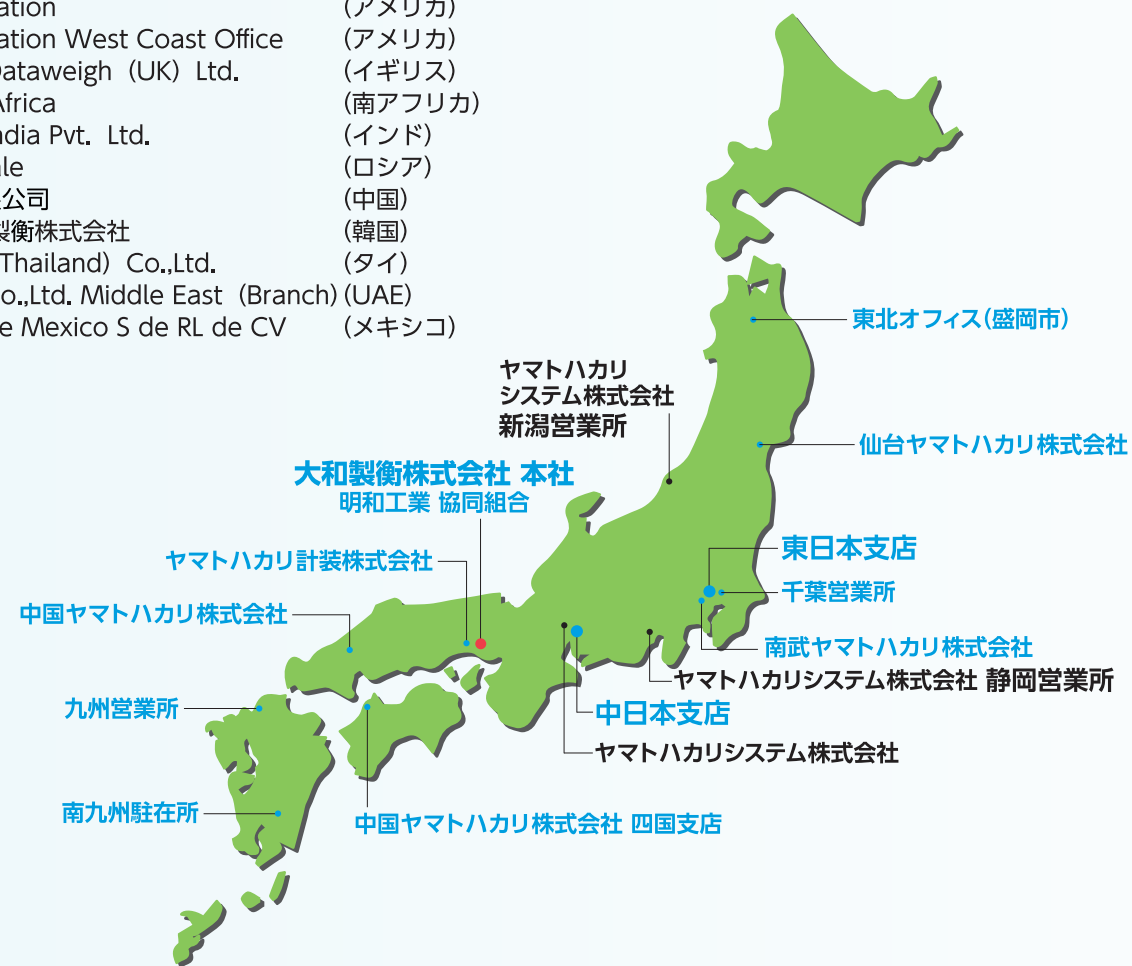 ation (アメリカ)
ation West Coast Office (アメリカ)
Dataweigh (UK) Ltd. (イギリス)
Africa (南アフリカ)
ndia Pvt. Ltd. (インド)
ale (ロシア)
公司 (中国)
製衡株式会社 (韓国)
(Thailand) Co.,Ltd. (タイ)
o.,Ltd. Middle East (Branch) (UAE)
e Mexico S de RL de CV (メキシコ)
東北オフィス(盛岡市)
ヤマトハカリ
システム株式会社
新潟営業所
仙台ヤマトハカリ株式会社
大和製衡株式会社 本社
明和工業 協同組合
東日本支店
ヤマトハカリ計装株式会社
千葉営業所
中国ヤマトハカリ株式会社
南武ヤマトハカリ株式会社
ヤマトハカリシステム株式会社 静岡営業所
九州営業所
中日本支店
ヤマトハカリシステム株式会社
南九州駐在所
中国ヤマトハカリ株式会社 四国支店